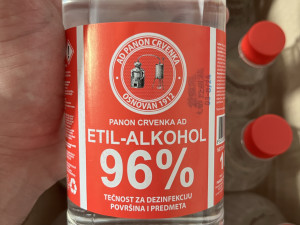 AD PANON CRVENKA
OSNOVAN 1912
PANON CRVENKA AD
ETIL-ALKOHOL
96%
TEČNOST ZA DEZINFEKCIJU
POVRŠINA I PREDMETA